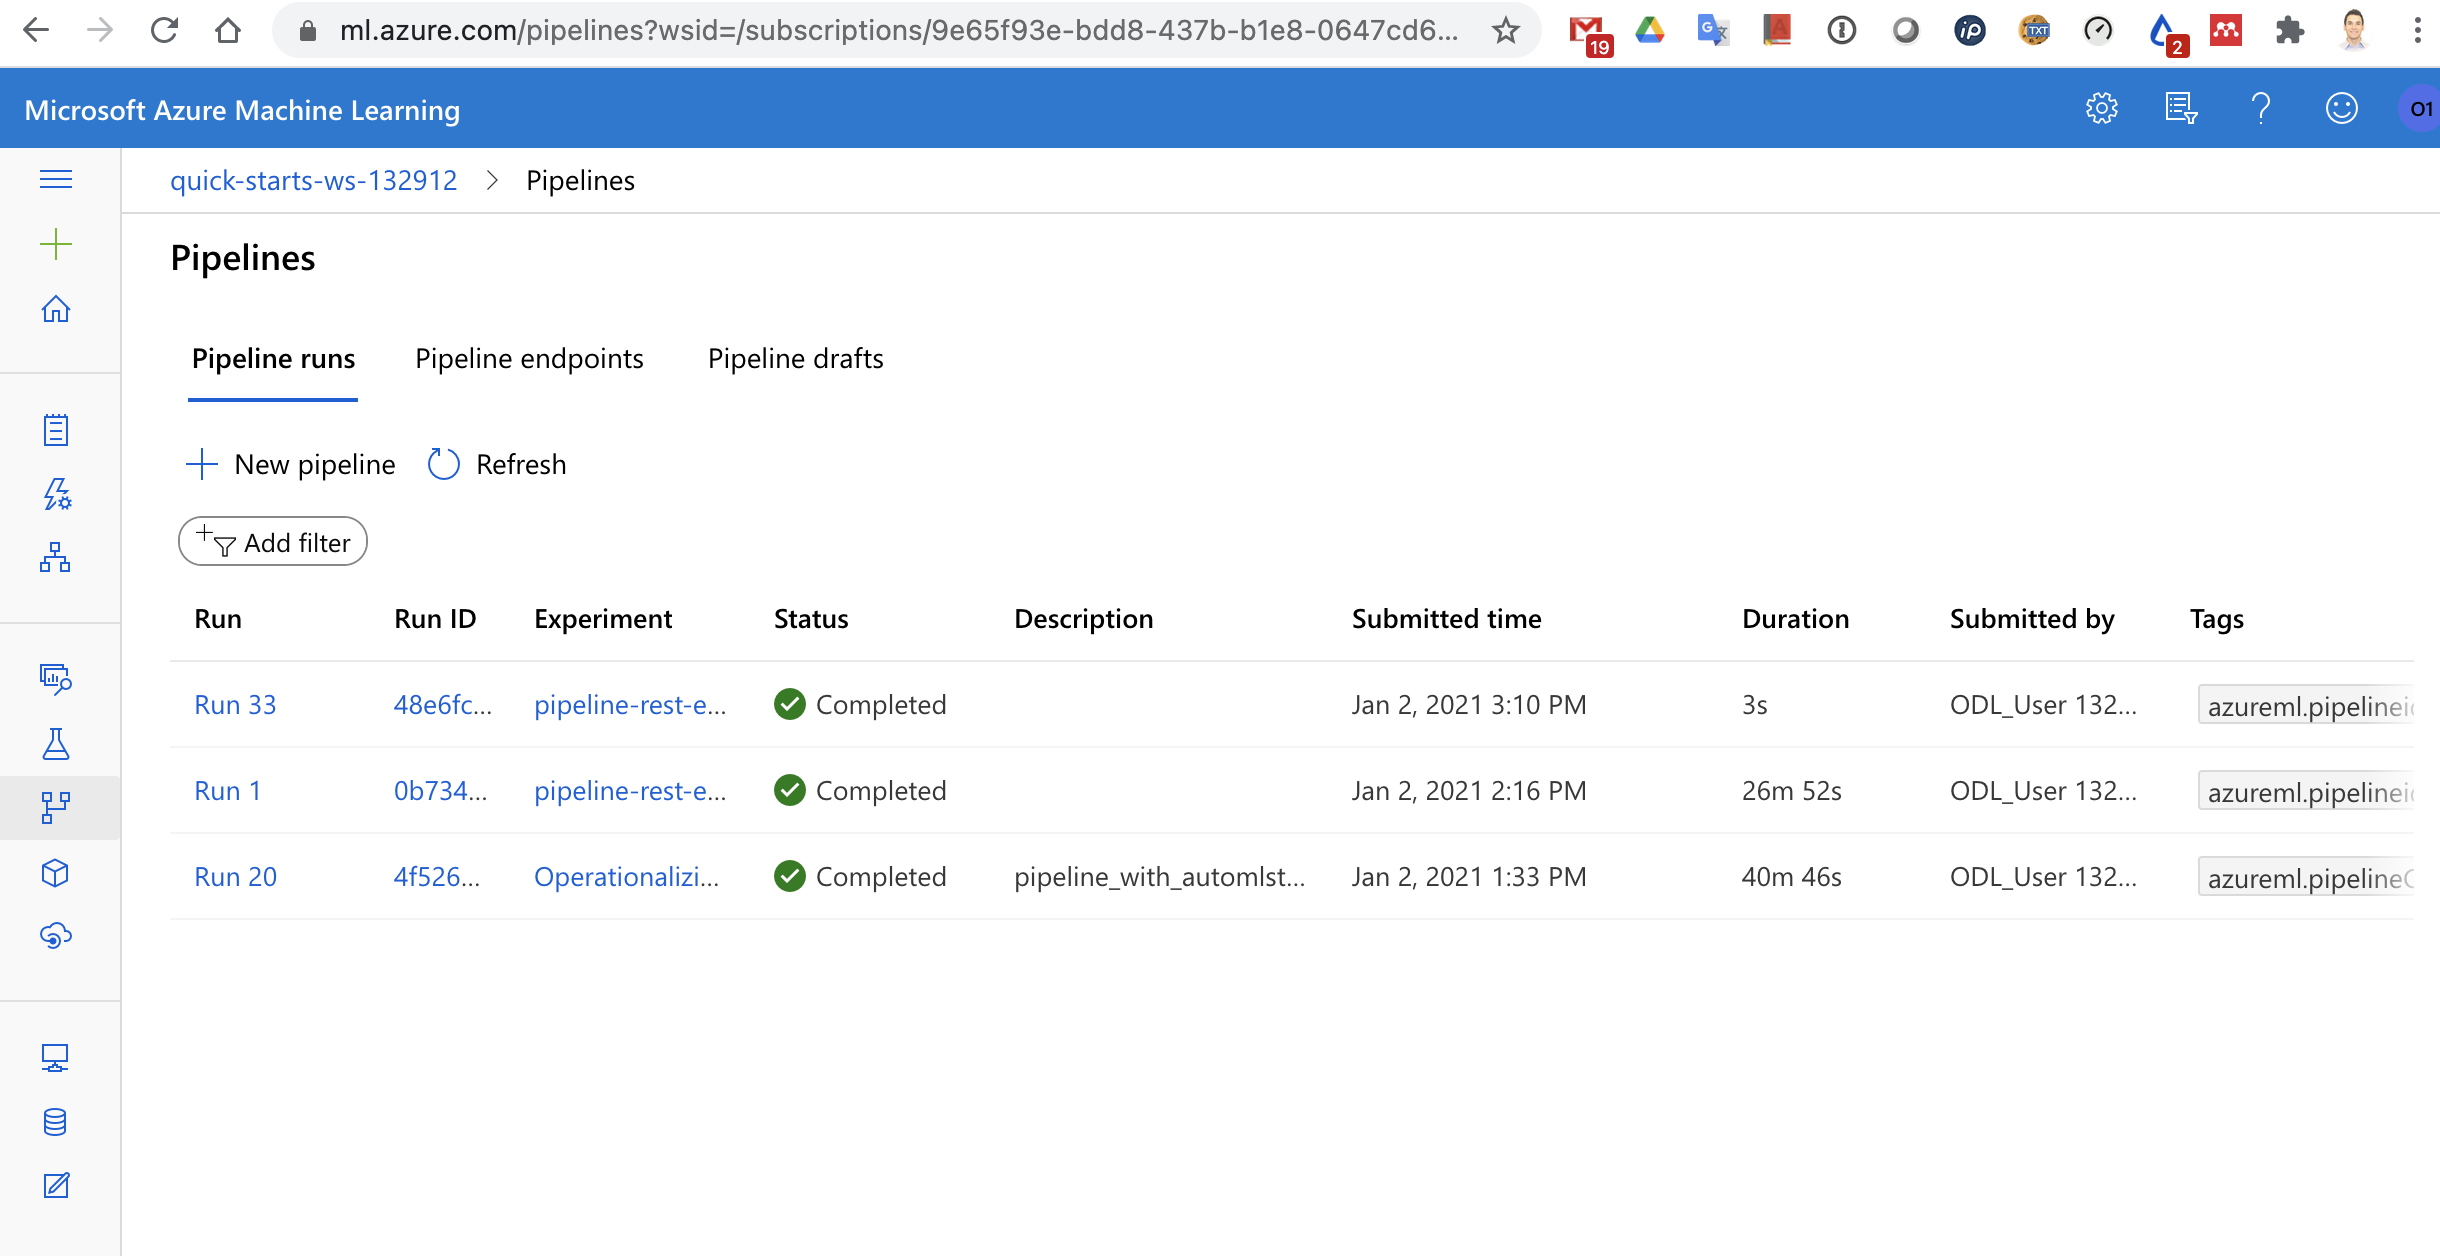 ml.azure.com/pipelines?wsid=/subscriptions/9e65f93e-bdd8-437b-b1e8-0647cd6...
19
TXT
2
Microsoft Azure Machine Learning
O1
quick-starts-ws-132912 > Pipelines
Pipelines
Pipeline runs Pipeline endpoints Pipeline drafts
New pipeline Refresh
Add filter
Run Run ID Experiment Status Description Submitted time Duration Submitted by Tags
Run 33 48e6fc... pipeline-rest-e... Completed Jan 2, 2021 3:10 PM 3s ODL_User 132... azureml.pipelineid
Run 1 0b734... pipeline-rest-e... Completed Jan 2, 2021 2:16 PM 26m 52s ODL_User 132... azureml.pipelineid
Run 20 4f526... Operationalizi... Completed pipeline_with_automlst... Jan 2, 2021 1:33 PM 40m 46s ODL_User 132... azureml.pipelineC